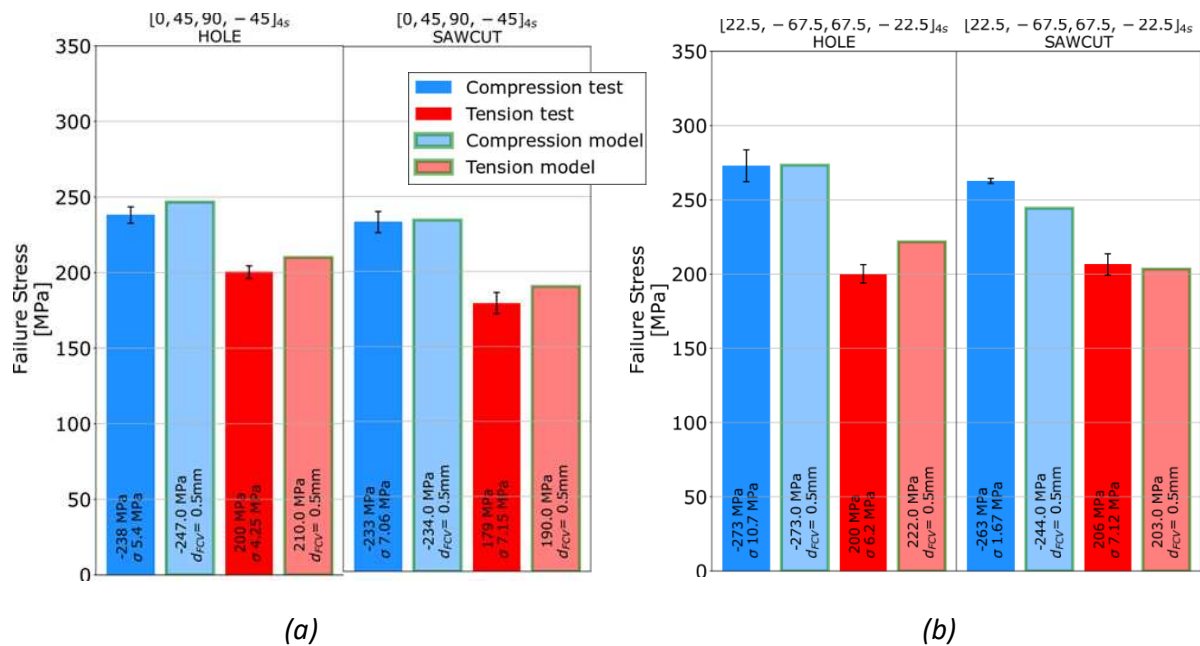 [0, 45, 90, −45]4s
HOLE
[0, 45, 90, −45]4s
SAWCUT
Failure Stress
[MPa]
350
300
250
200
150
100
50
0
Compression test
Tension test
Compression model
Tension model
-238 MPa
σ 5.4 MPa
-247.0 MPa
dFCV= 0.5mm
200 MPa
σ 4.25 MPa
210.0 MPa
dFCV= 0.5mm
-233 MPa
σ 7.06 MPa
-234.0 MPa
dFCV= 0.5mm
179 MPa
σ 7.15 MPa
190.0 MPa
dFCV= 0.5mm
(a)
[22.5, −67.5, 67.5, −22.5]4s
HOLE
[22.5, −67.5, 67.5, −22.5]4s
SAWCUT
Failure Stress
[MPa]
350
300
250
200
150
100
50
0
-273 MPa
σ 10.7 MPa
-273.0 MPa
dFCV= 0.5mm
200 MPa
σ 6.2 MPa
222.0 MPa
dFCV= 0.5mm
-263 MPa
σ 1.67 MPa
-244.0 MPa
dFCV= 0.5mm
206 MPa
σ 7.12 MPa
203.0 MPa
dFCV= 0.5mm
(b)